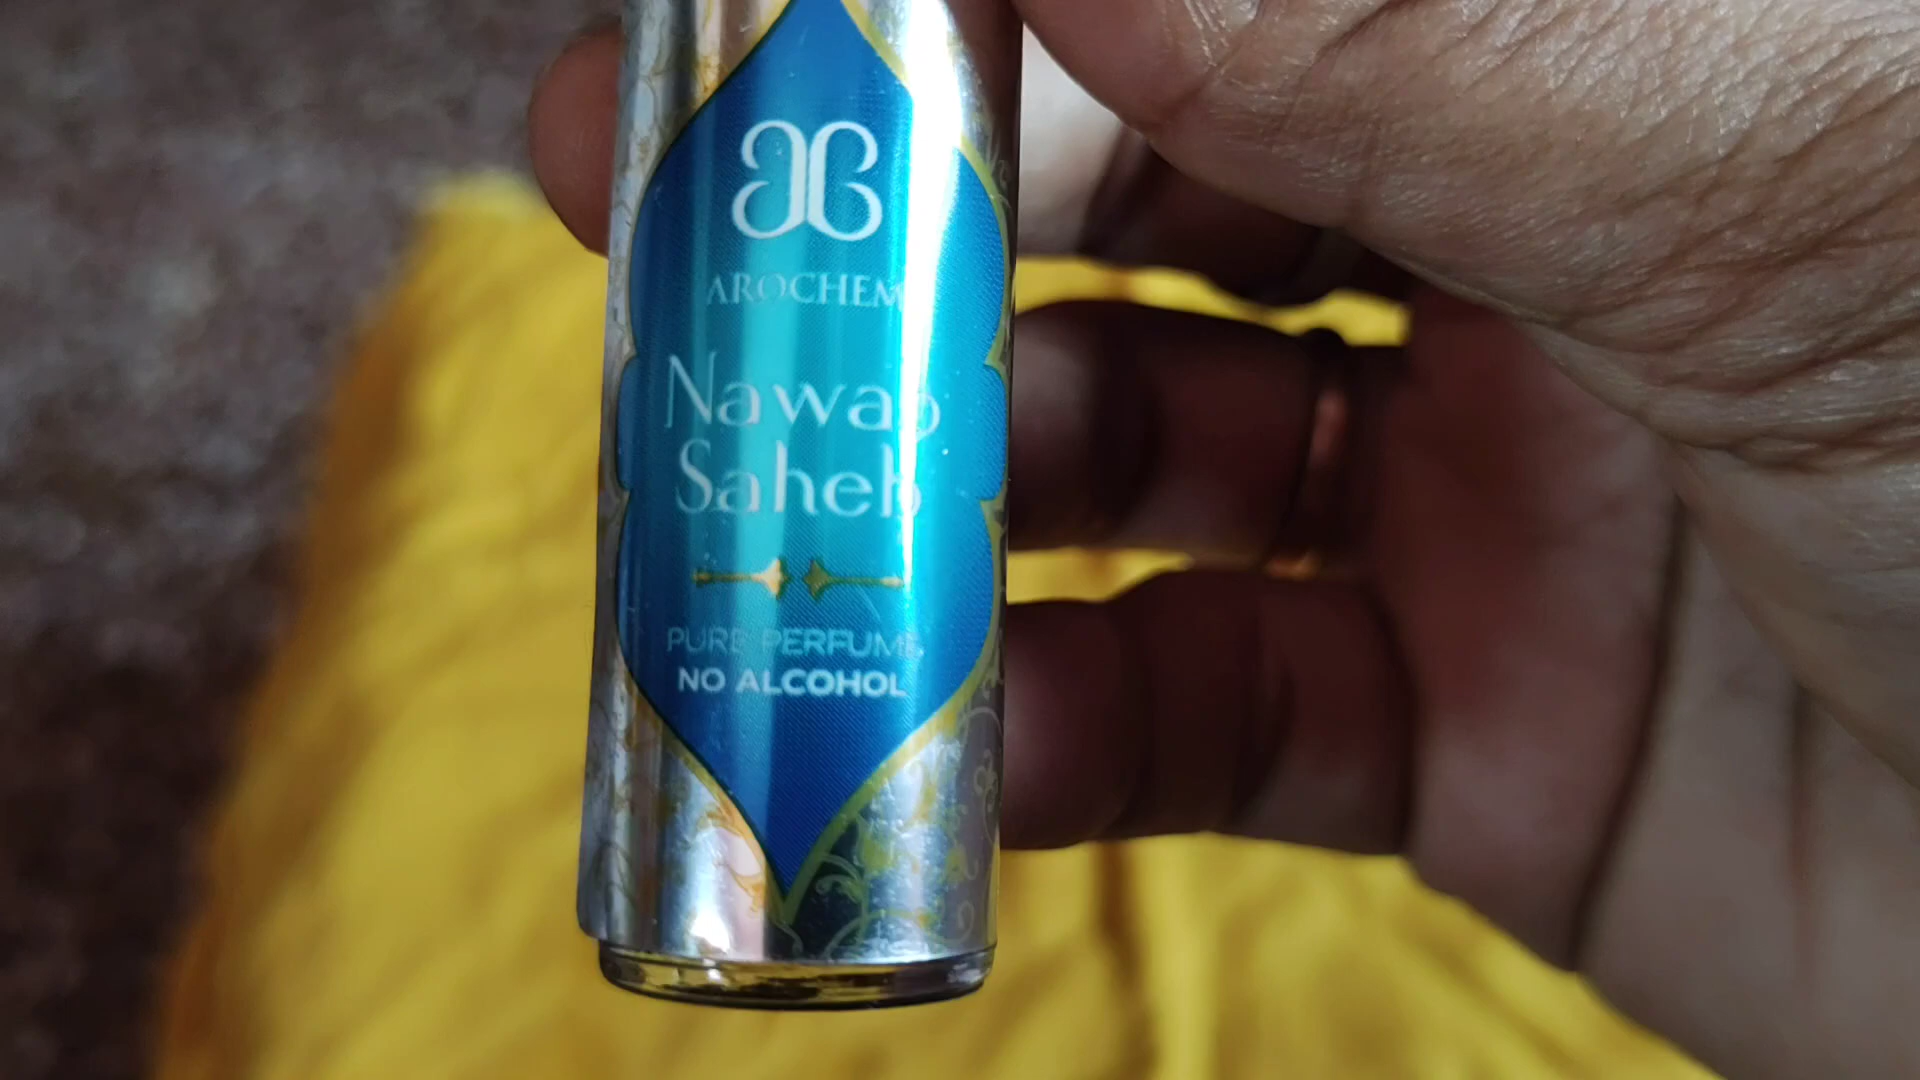 AROCHEM
Nawab
Saheb
PURE PERFUME
NO ALCOHOL